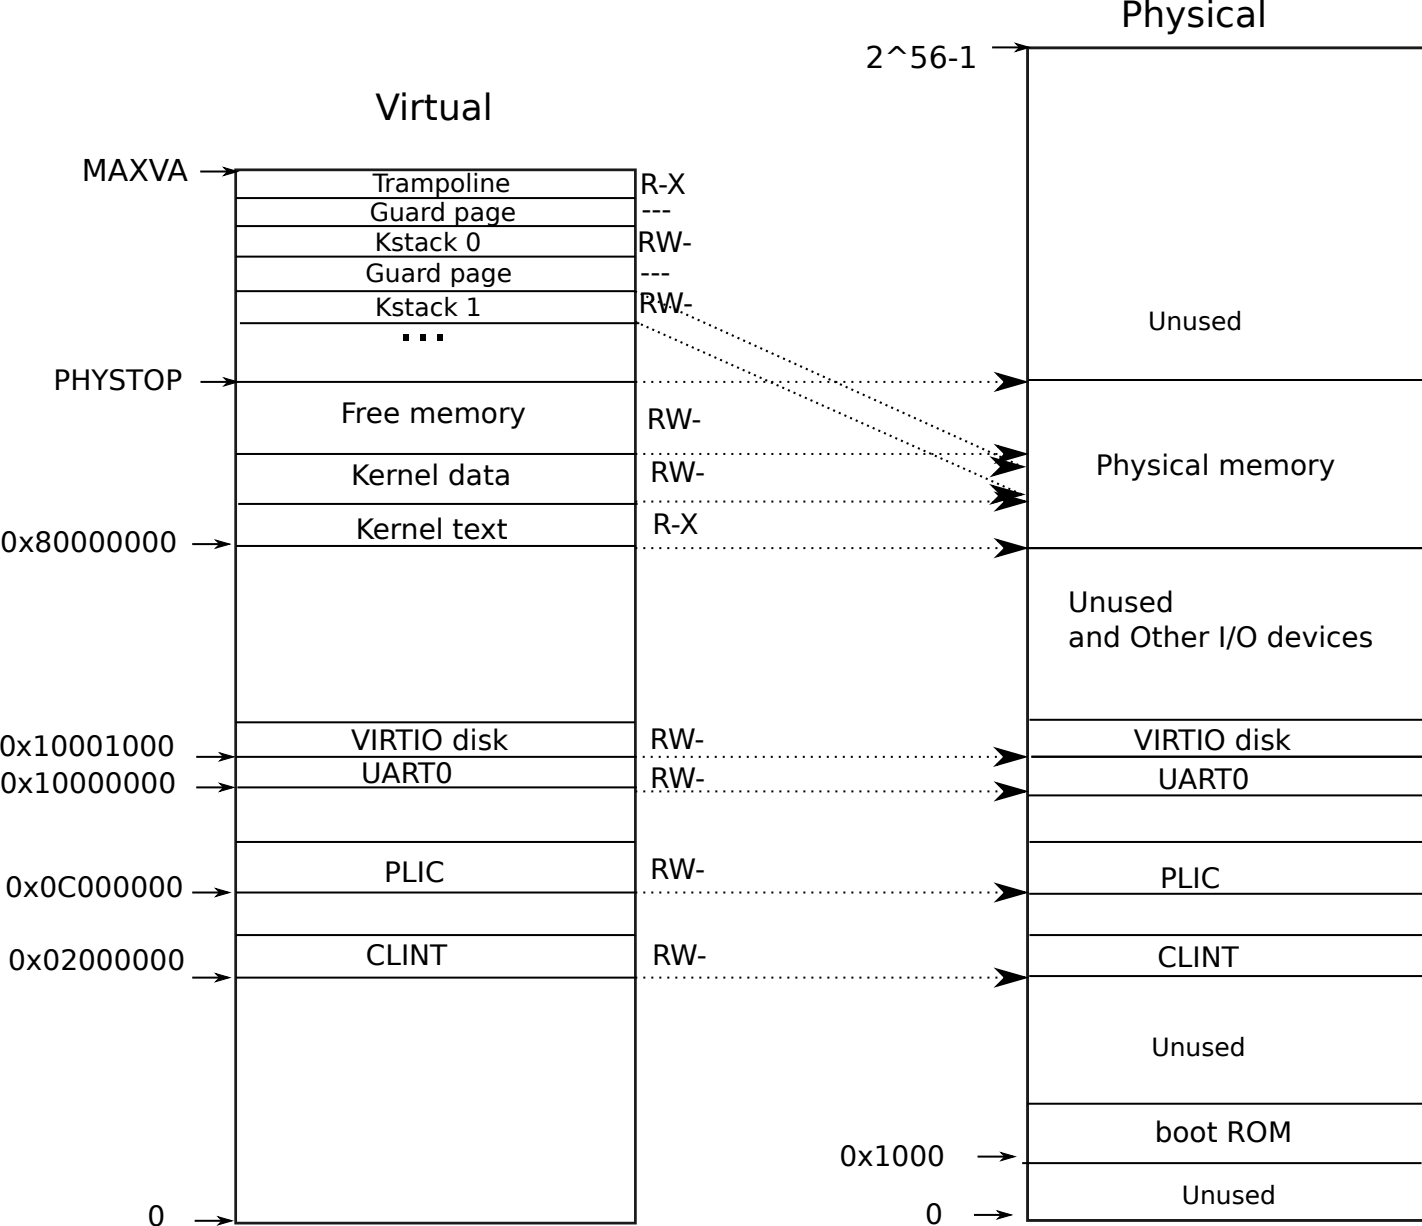 Physical
2^56-1
Virtual
MAXVA
Trampoline
R-X
Guard page
---
Kstack 0
RW-
Guard page
---
Kstack 1
RW-
...
Unused
PHYSTOP
Free memory
RW-
Kernel data
RW-
Physical memory
Kernel text
R-X
0x80000000
Unused
and Other I/O devices
0x10001000
VIRTIO disk
RW-
VIRTIO disk
0x10000000
UART0
RW-
UART0
0x0C000000
PLIC
RW-
PLIC
0x02000000
CLINT
RW-
CLINT
Unused
boot ROM
0x1000
Unused
0
0